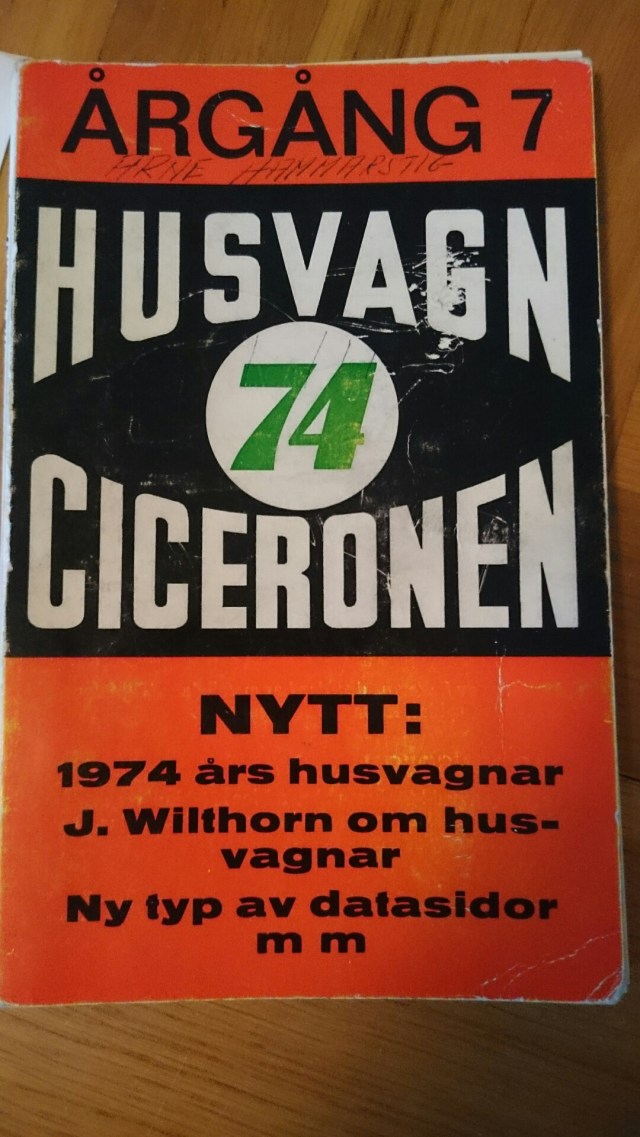 ÅRGÅNG 7
ARNE HAMMARSTIG
HUSVAGN
74
CICERONEN
NYTT:
1974 års husvagnar
J. Wilthorn om hus-
vagnar
Ny typ av datasidor
m m